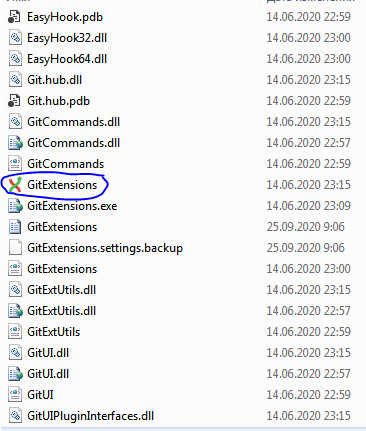 EasyHook.pdb 14.06.2020 22:59
EasyHook32.dll 14.06.2020 23:00
EasyHook64.dll 14.06.2020 23:00
Git.hub.dll 14.06.2020 23:15
Git.hub.pdb 14.06.2020 22:59
GitCommands.dll 14.06.2020 23:15
GitCommands.dll 14.06.2020 22:57
GitCommands 14.06.2020 22:59
GitExtensions 14.06.2020 23:15
GitExtensions.exe 14.06.2020 23:09
GitExtensions 25.09.2020 9:06
GitExtensions.settings.backup 25.09.2020 9:06
GitExtensions 14.06.2020 23:00
GitExtUtils.dll 14.06.2020 23:15
GitExtUtils.dll 14.06.2020 22:57
GitExtUtils 14.06.2020 22:59
GitUI.dll 14.06.2020 23:15
GitUI.dll 14.06.2020 22:57
GitUI 14.06.2020 22:59
GitUIPluginInterfaces.dll 14.06.2020 23:15